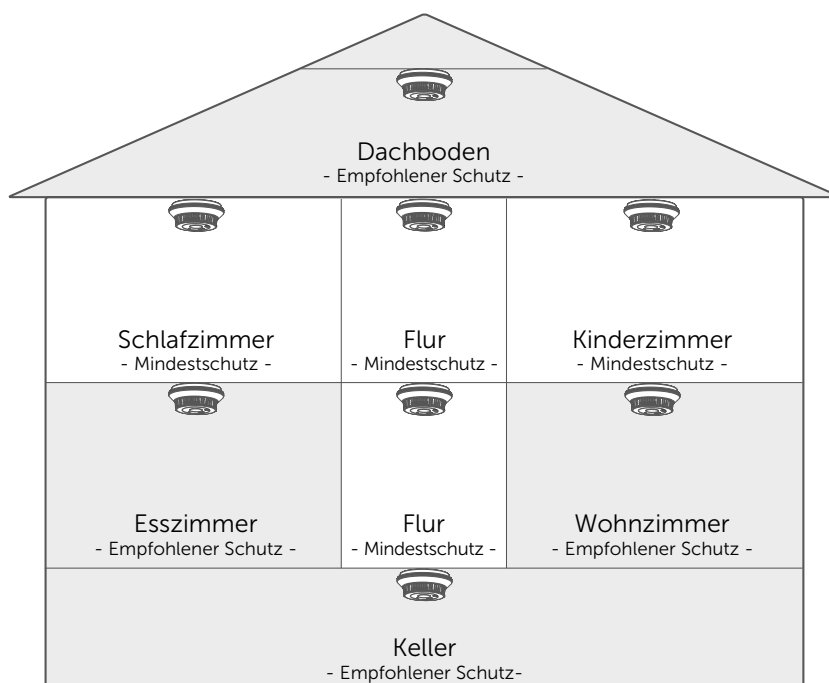 Dachboden
- Empfohlener Schutz -
Schlafzimmer
- Mindestschutz -
Flur
- Mindestschutz -
Kinderzimmer
- Mindestschutz -
Esszimmer
- Empfohlener Schutz -
Flur
- Mindestschutz -
Wohnzimmer
- Empfohlener Schutz -
Keller
- Empfohlener Schutz-